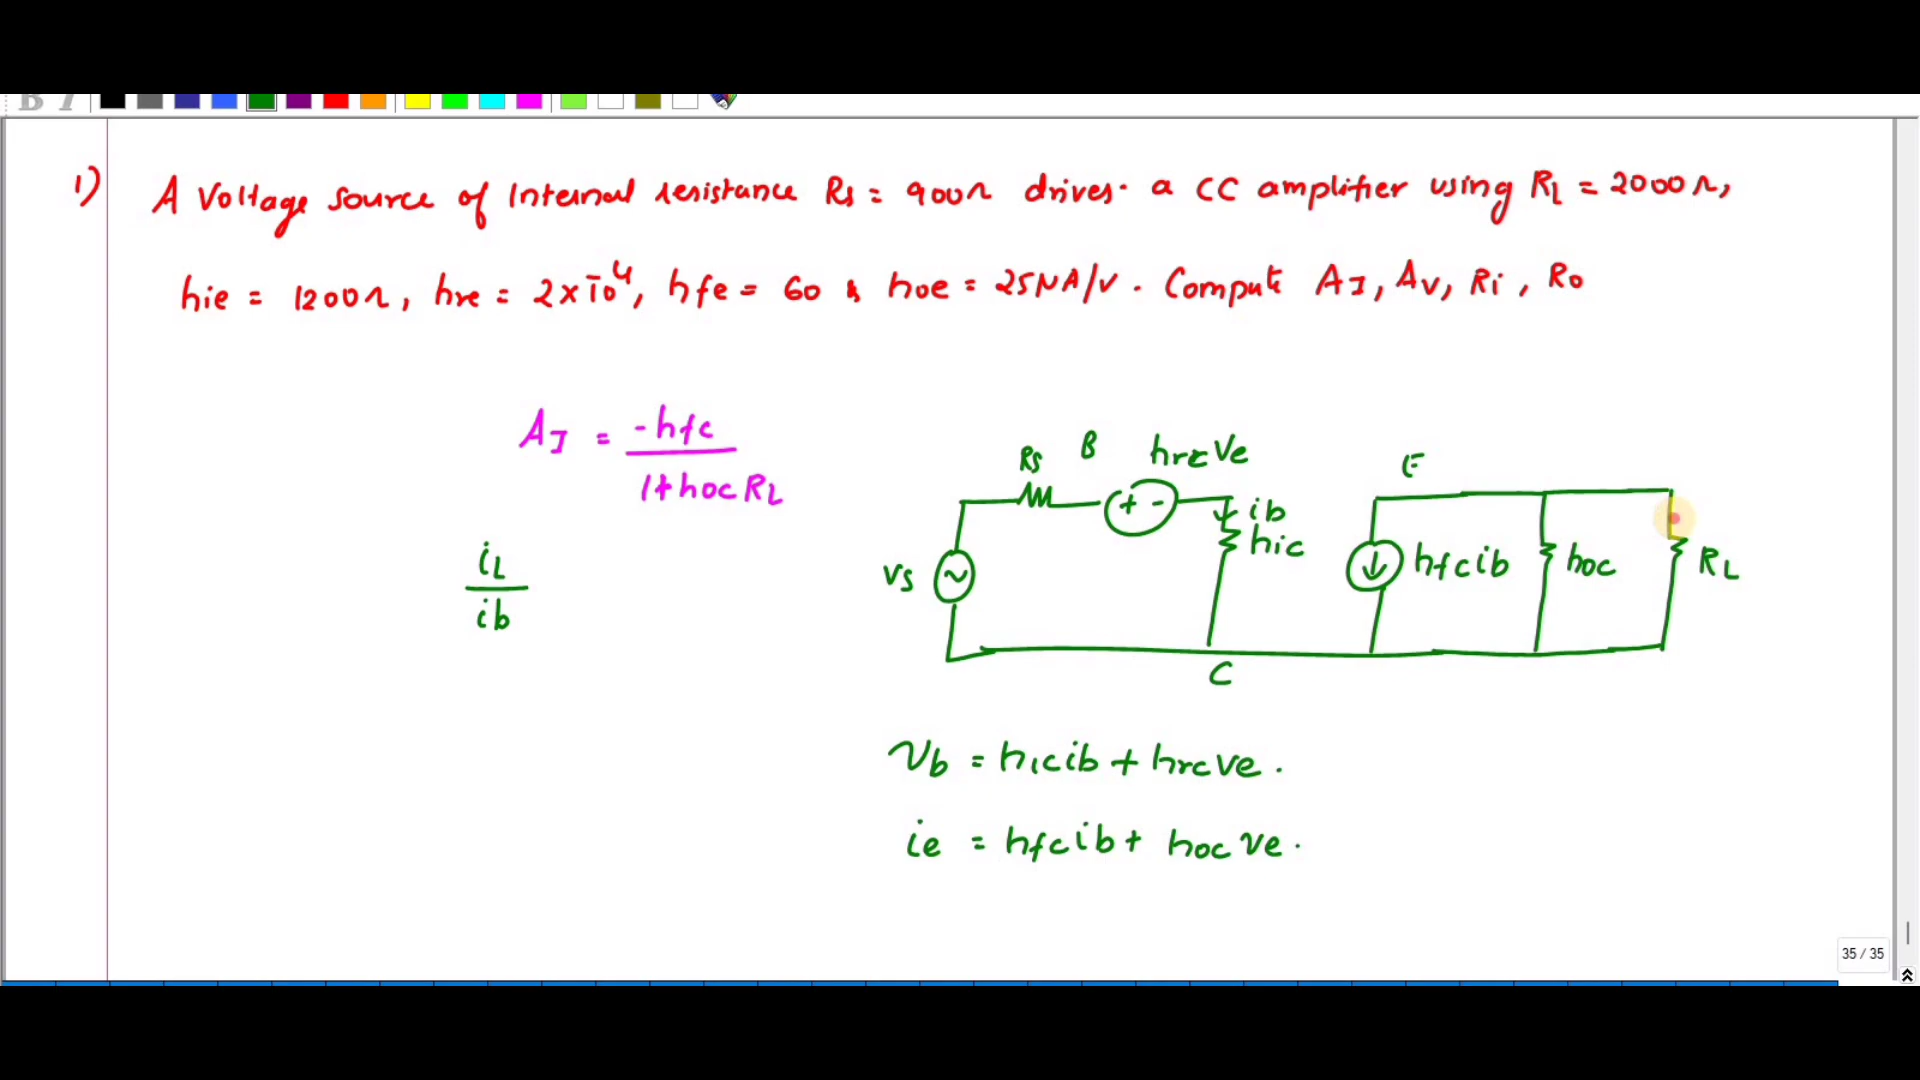 B I
1) A Voltage source of Internal resistance Rs = 900Ω drives. a CC amplifier using RL = 2000Ω,
hie = 1200Ω, hre = 2×10⁻⁴, hfe = 60 & hoe = 25μA/V. Compute AI, AV, Ri, Ro
AI = -hfc / 1+hocRL
iL / ib
Rs B hrcVe E
ib
Vs hic hfcib hoc RL
C
Vb = hicib + hrcve.
ie = hfcib + hocve.
35 / 35